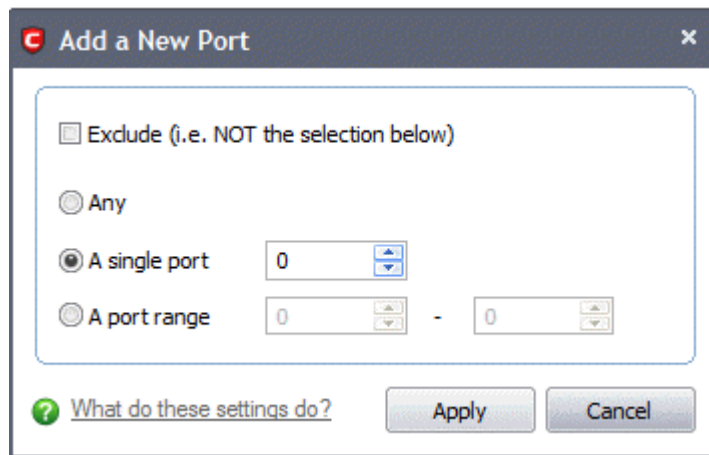 Add a New Port
Exclude (i.e. NOT the selection below)
Any
A single port 0
A port range 0 - 0
What do these settings do? Apply Cancel